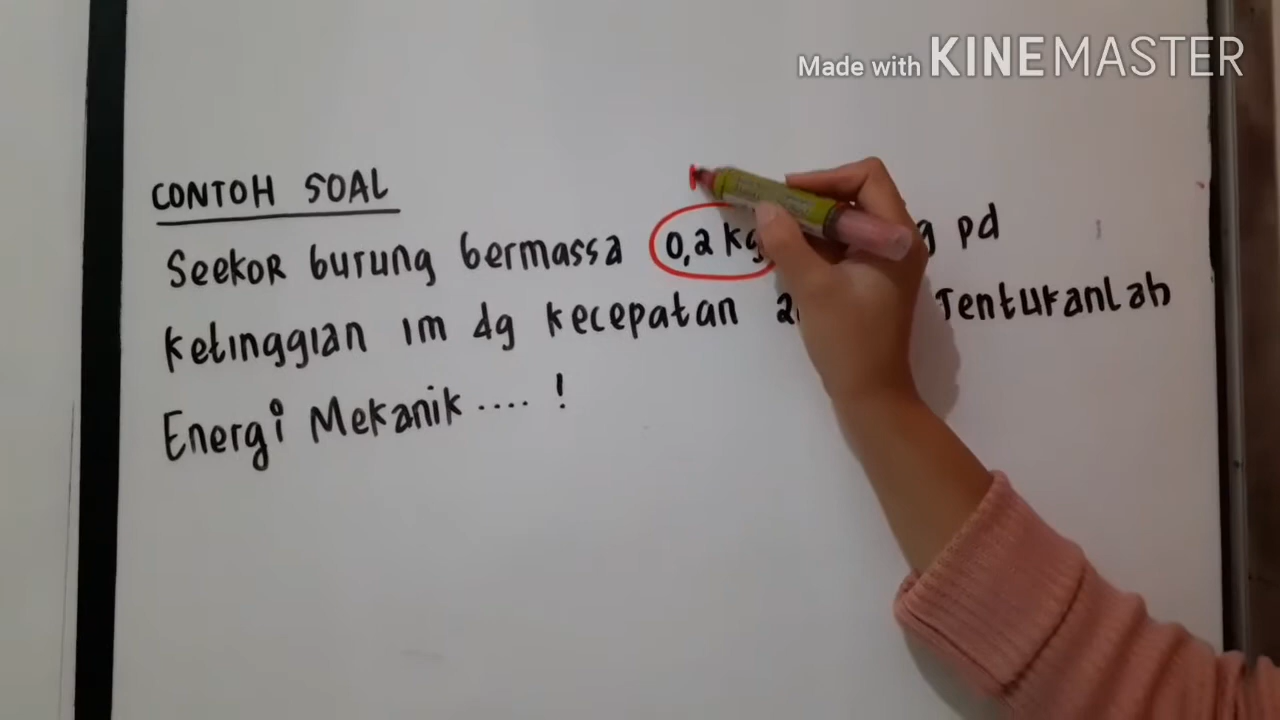 Made with KINEMASTER
CONTOH SOAL
Seekor burung bermassa 0,2 kg pd
Ketinggian 1m dg kecepatan Tentukanlah
Energi Mekanik .... !